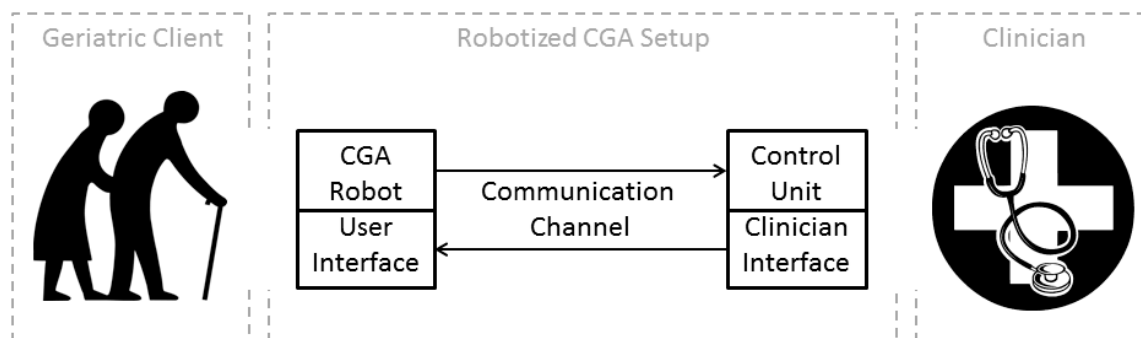 Geriatric Client
Robotized CGA Setup
Clinician
CGA
Robot
User
Interface
Communication
Channel
Control
Unit
Clinician
Interface